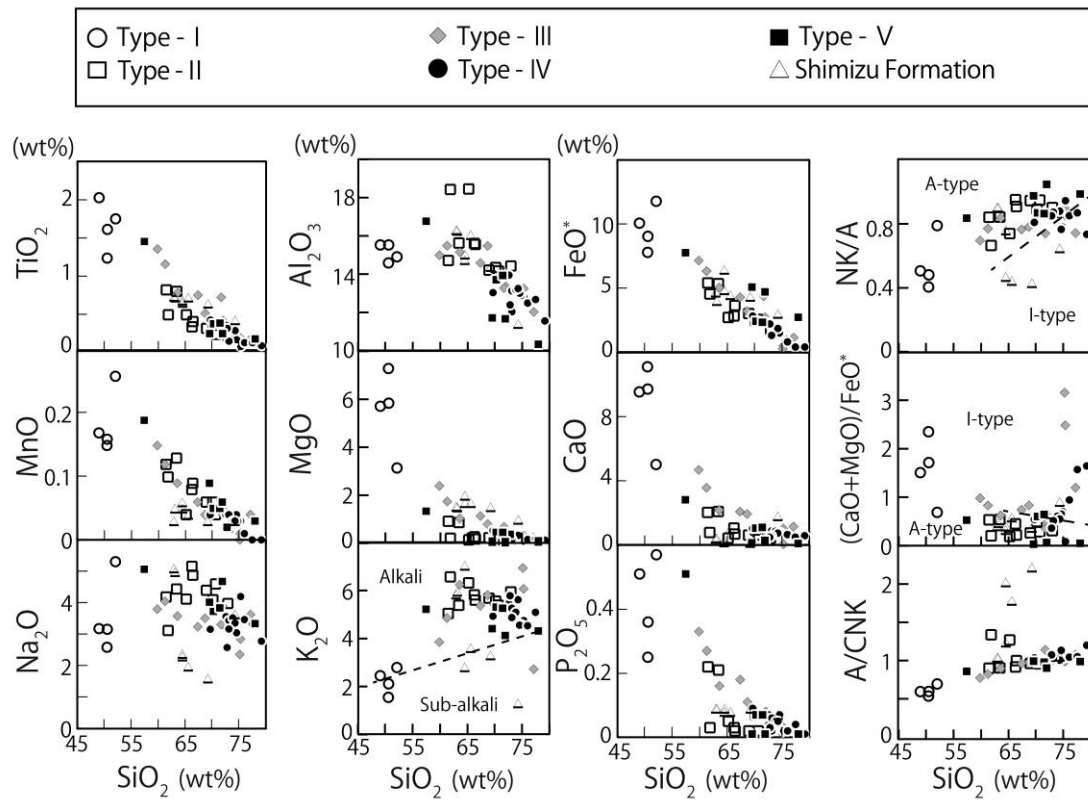 Type - I
Type - III
Type - V
Type - II
Type - IV
Shimizu Formation
(wt%)
(wt%)
(wt%)
TiO2
2
1
0
Al2O3
18
16
14
12
10
FeO*
10
5
0
NK/A
A-type
0.8
0.4
I-type
0
MnO
0.2
0.1
0
MgO
8
6
4
2
0
CaO
8
4
0
(CaO+MgO)/FeO*
3
I-type
2
1
A-type
0
Na2O
4
2
0
K2O
Alkali
6
4
2
Sub-alkali
0
P2O5
0.4
0.2
0
A/CNK
2
1
0
45 55 65 75
45 55 65 75
45 55 65 75
45 55 65 75
SiO2 (wt%)
SiO2 (wt%)
SiO2 (wt%)
SiO2 (wt%)